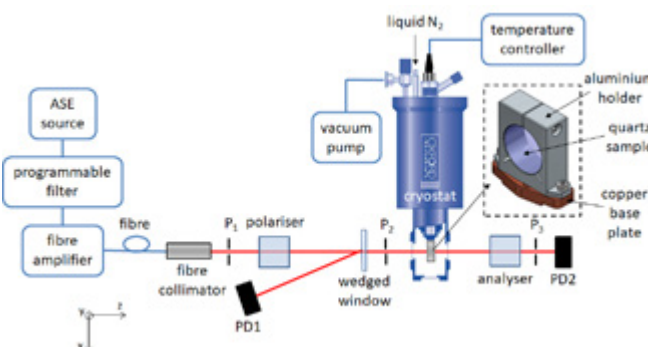 liquid N₂
temperature
controller
aluminium
holder
quartz
sample
copper
base
plate
ASE
source
programmable
filter
fibre
amplifier
vacuum
pump
cryostat
fibre
P₁
polariser
P₂
P₃
fibre
collimator
wedged
window
analyser
PD2
PD1
y
z
x